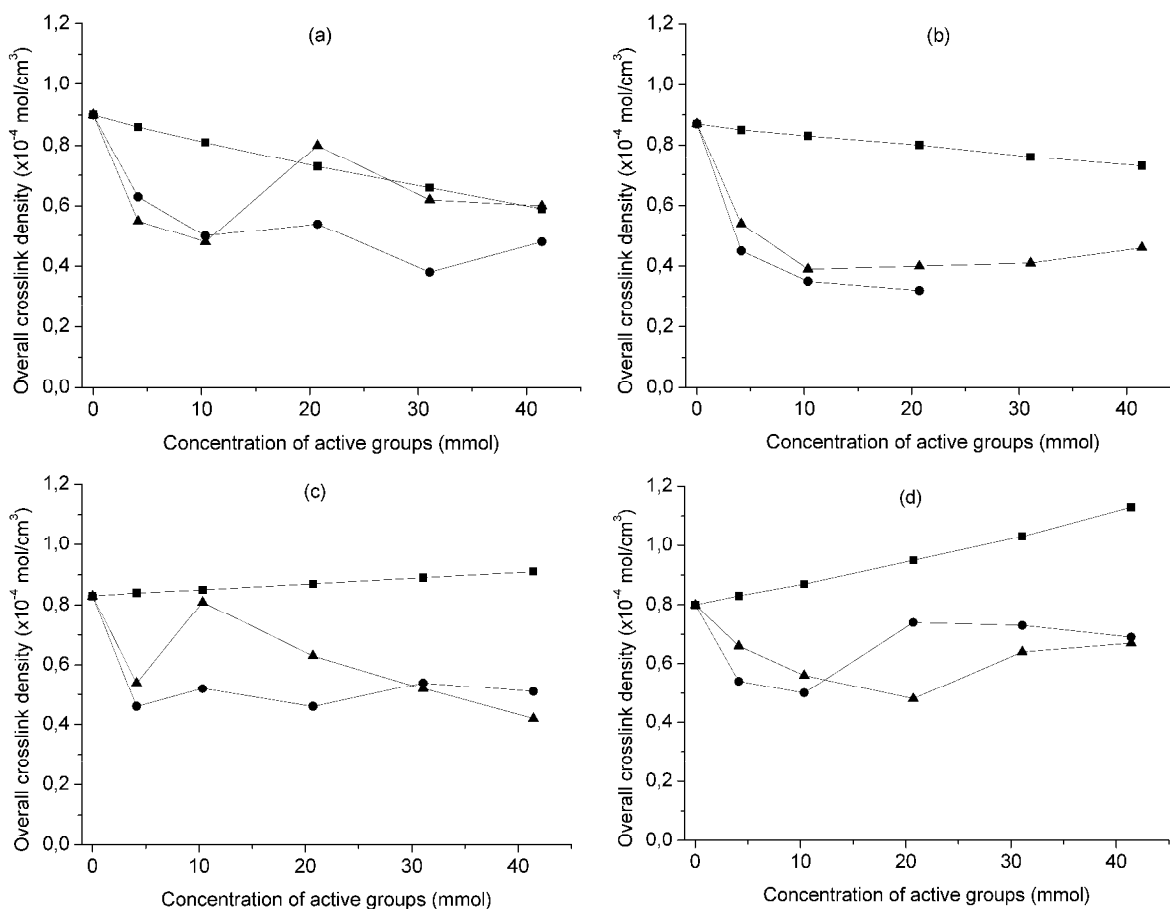 (a)
Overall crosslink density (x10⁻⁴ mol/cm³)
1,2
1,0
0,8
0,6
0,4
0,2
0,0
0 10 20 30 40
Concentration of active groups (mmol)
(b)
Overall crosslink density (x10⁻⁴ mol/cm³)
1,2
1,0
0,8
0,6
0,4
0,2
0,0
0 10 20 30 40
Concentration of active groups (mmol)
(c)
Overall crosslink density (x10⁻⁴ mol/cm³)
1,2
1,0
0,8
0,6
0,4
0,2
0,0
0 10 20 30 40
Concentration of active groups (mmol)
(d)
Overall crosslink density (x10⁻⁴ mol/cm³)
1,2
1,0
0,8
0,6
0,4
0,2
0,0
0 10 20 30 40
Concentration of active groups (mmol)